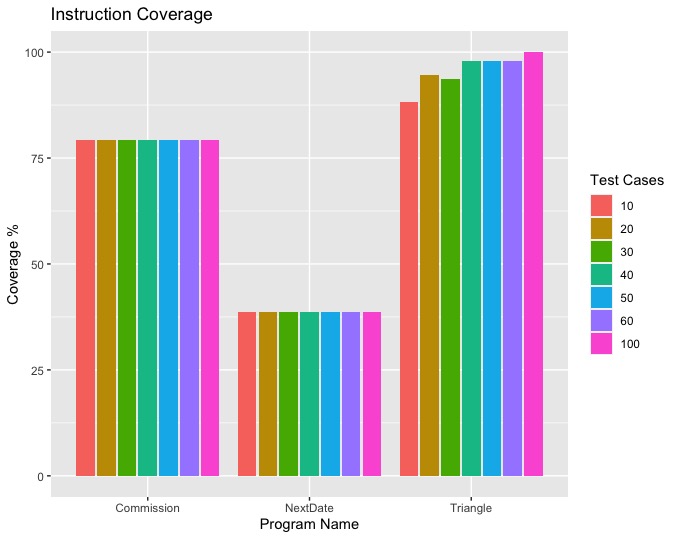 Instruction Coverage
100
75
50
25
0
Coverage %
Commission
NextDate
Triangle
Program Name
Test Cases
10
20
30
40
50
60
100